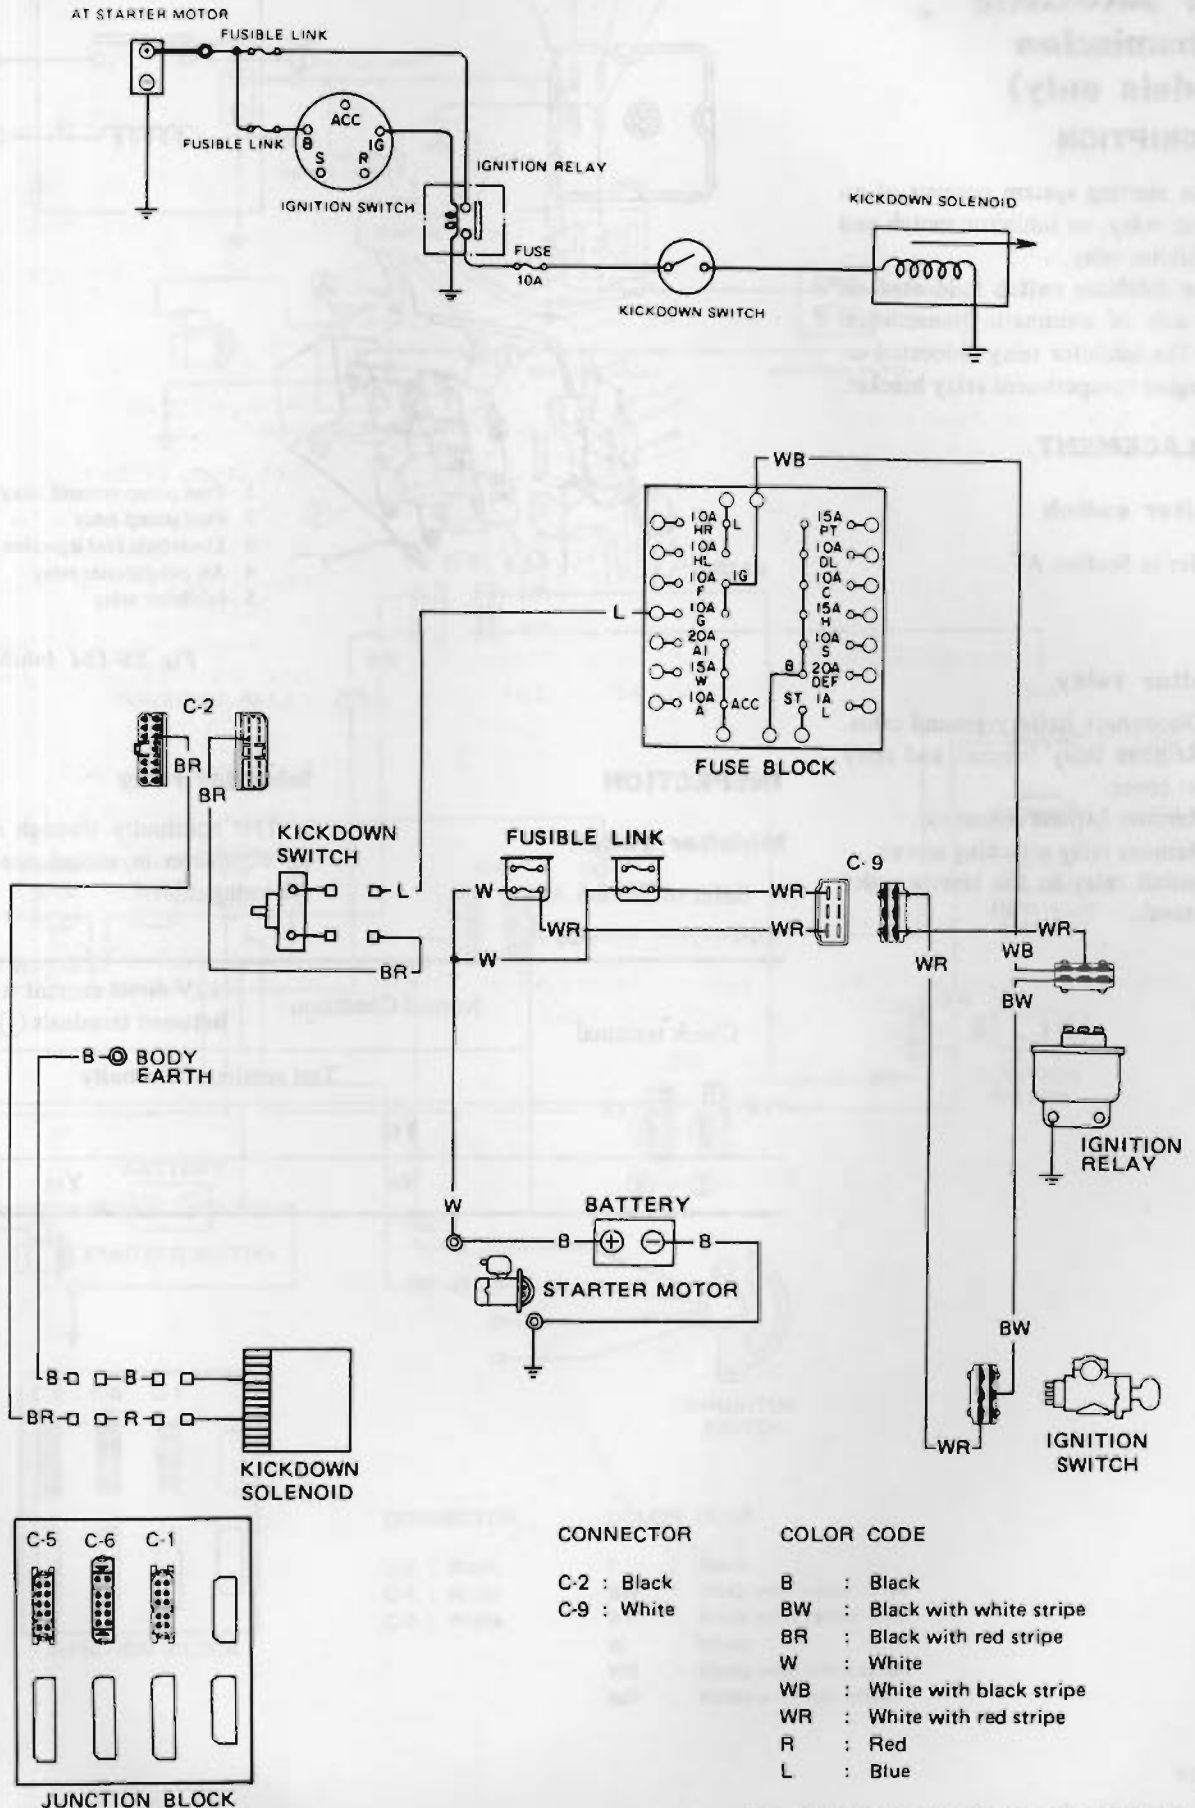 AT STARTER MOTOR
FUSIBLE LINK
ACC
FUSIBLE LINK
B
IG
S
R
IGNITION SWITCH
IGNITION RELAY
FUSE
10A
KICKDOWN SWITCH
KICKDOWN SOLENOID
WB
10A
HR
L
15A
PT
10A
HL
10A
DL
10A
F
IG
10A
C
L
10A
G
15A
H
20A
AI
10A
S
15A
W
B
20A
DEF
10A
A
ACC
ST
1A
L
FUSE BLOCK
C-2
BR
BR
KICKDOWN
SWITCH
L
BR
FUSIBLE LINK
W
WR
WR
WR
W
C-9
WR
WR
WB
BW
B
BODY
EARTH
IGNITION
RELAY
W
BATTERY
B
B
STARTER MOTOR
BW
B
B
BR
R
WR
IGNITION
SWITCH
KICKDOWN
SOLENOID
C-5
C-6
C-1
JUNCTION BLOCK
CONNECTOR
C-2 : Black
C-9 : White
COLOR CODE
B : Black
BW : Black with white stripe
BR : Black with red stripe
W : White
WB : White with black stripe
WR : White with red stripe
R : Red
L : Blue